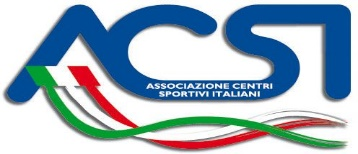 ACSI
ASSOCIAZIONE CENTRI
SPORTIVI ITALIANI